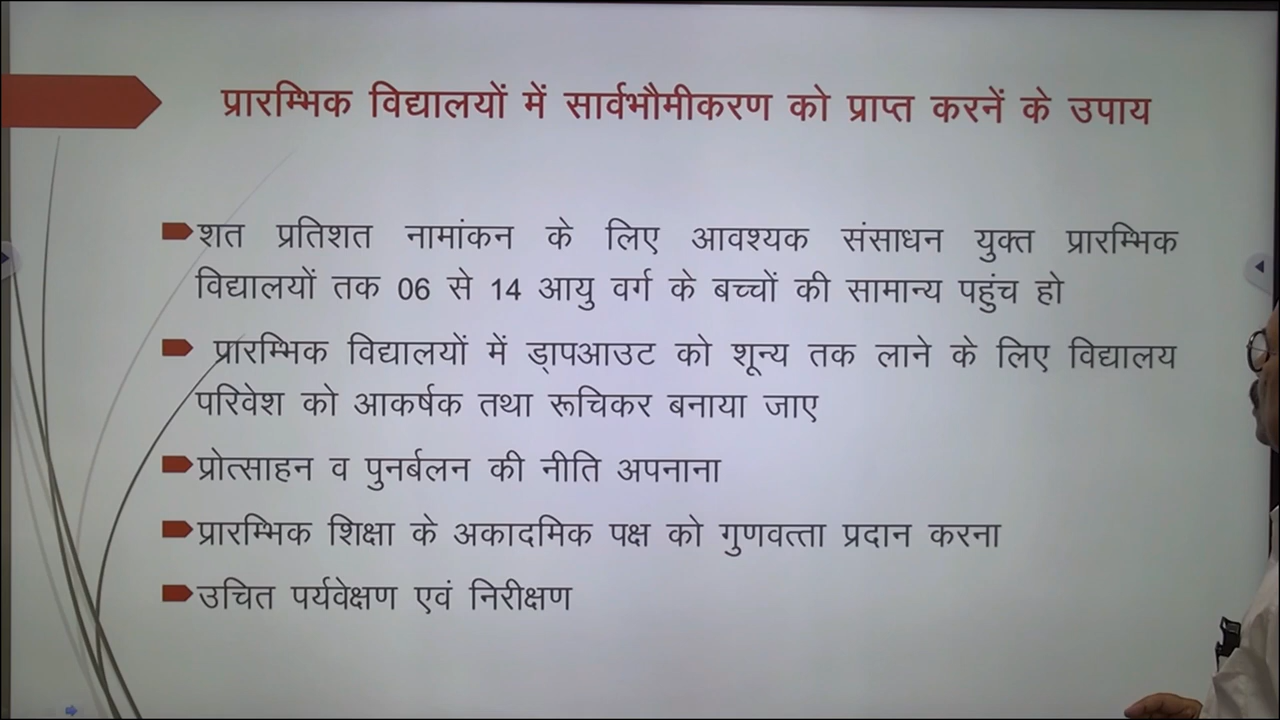 प्रारम्भिक विद्यालयों में सार्वभौमीकरण को प्राप्त करनें के उपाय
शत प्रतिशत नामांकन के लिए आवश्यक संसाधन युक्त प्रारम्भिक
विद्यालयों तक 06 से 14 आयु वर्ग के बच्चों की सामान्य पहुंच हो
प्रारम्भिक विद्यालयों में ड्रापआउट को शून्य तक लाने के लिए विद्यालय
परिवेश को आकर्षक तथा रूचिकर बनाया जाए
प्रोत्साहन व पुनर्बलन की नीति अपनाना
प्रारम्भिक शिक्षा के अकादमिक पक्ष को गुणवत्ता प्रदान करना
उचित पर्यवेक्षण एवं निरीक्षण